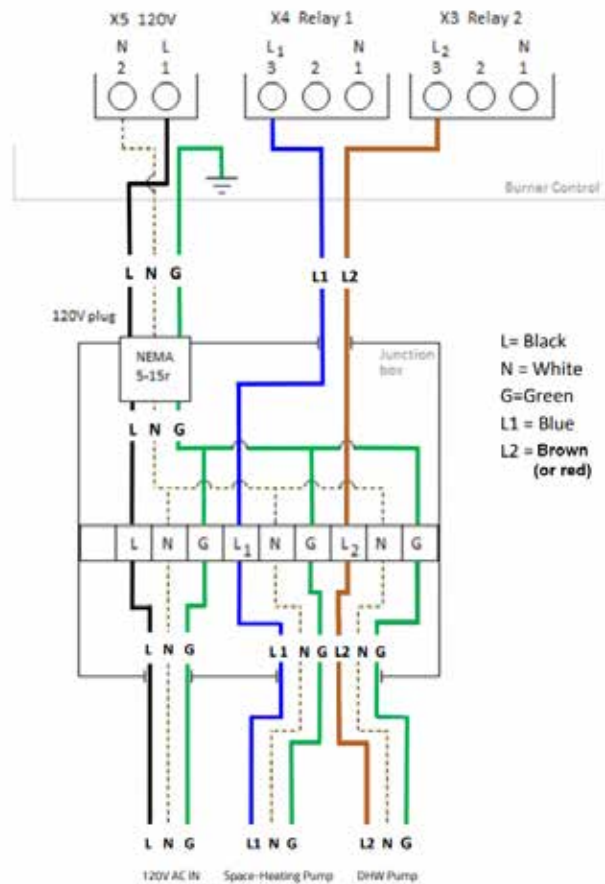 X5 120V X4 Relay 1 X3 Relay 2
N L L1 N L2 N
2 1 3 2 1 3 2 1
Burner Control
L N G L1 L2
120V plug
NEMA
5-15r
Junction
box
L= Black
N = White
G=Green
L1 = Blue
L2 = Brown
(or red)
L N G
L N G L1 N G L2 N G
L N G L1 N G L2 N G
L N G L1 N G L2 N G
120V AC IN Space-Heating Pump DHW Pump